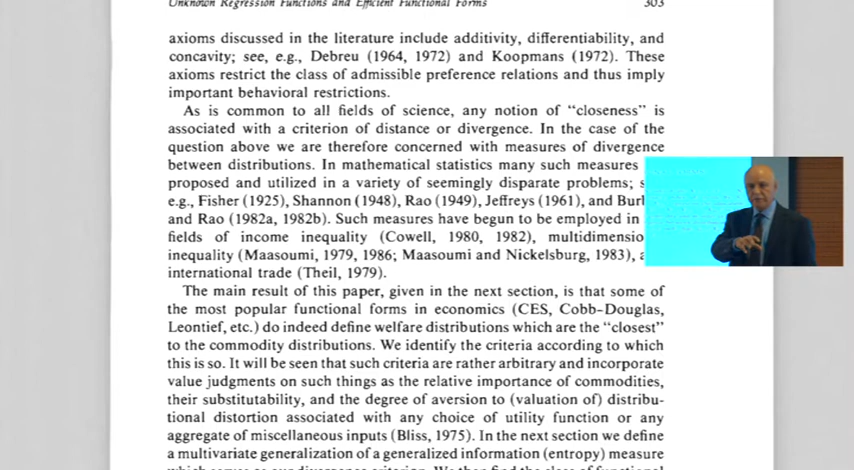 Unknown Regression Functions and Efficient Functional Forms 303
axioms discussed in the literature include additivity, differentiability, and
concavity; see, e.g., Debreu (1964, 1972) and Koopmans (1972). These
axioms restrict the class of admissible preference relations and thus imply
important behavioral restrictions.
As is common to all fields of science, any notion of “closeness” is
associated with a criterion of distance or divergence. In the case of the
question above we are therefore concerned with measures of divergence
between distributions. In mathematical statistics many such measures
proposed and utilized in a variety of seemingly disparate problems;
e.g., Fisher (1925), Shannon (1948), Rao (1949), Jeffreys (1961), and
and Rao (1982a, 1982b). Such measures have begun to be employed in
fields of income inequality (Cowell, 1980, 1982),
inequality (Maasoumi, 1979, 1986; Maasoumi and Nickelsburg, 1983),
international trade (Theil, 1979).
The main result of this paper, given in the next section, is that some of
the most popular functional forms in economics (CES, Cobb–Douglas,
Leontief, etc.) do indeed define welfare distributions which are the “closest”
to the commodity distributions. We identify the criteria according to which
this is so. It will be seen that such criteria are rather arbitrary and incorporate
value judgments on such things as the relative importance of commodities,
their substitutability, and the degree of aversion to (valuation of) distribu-
tional distortion associated with any choice of utility function or any
aggregate of miscellaneous inputs (Bliss, 1975). In the next section we define
a multivariate generalization of a generalized information (entropy) measure